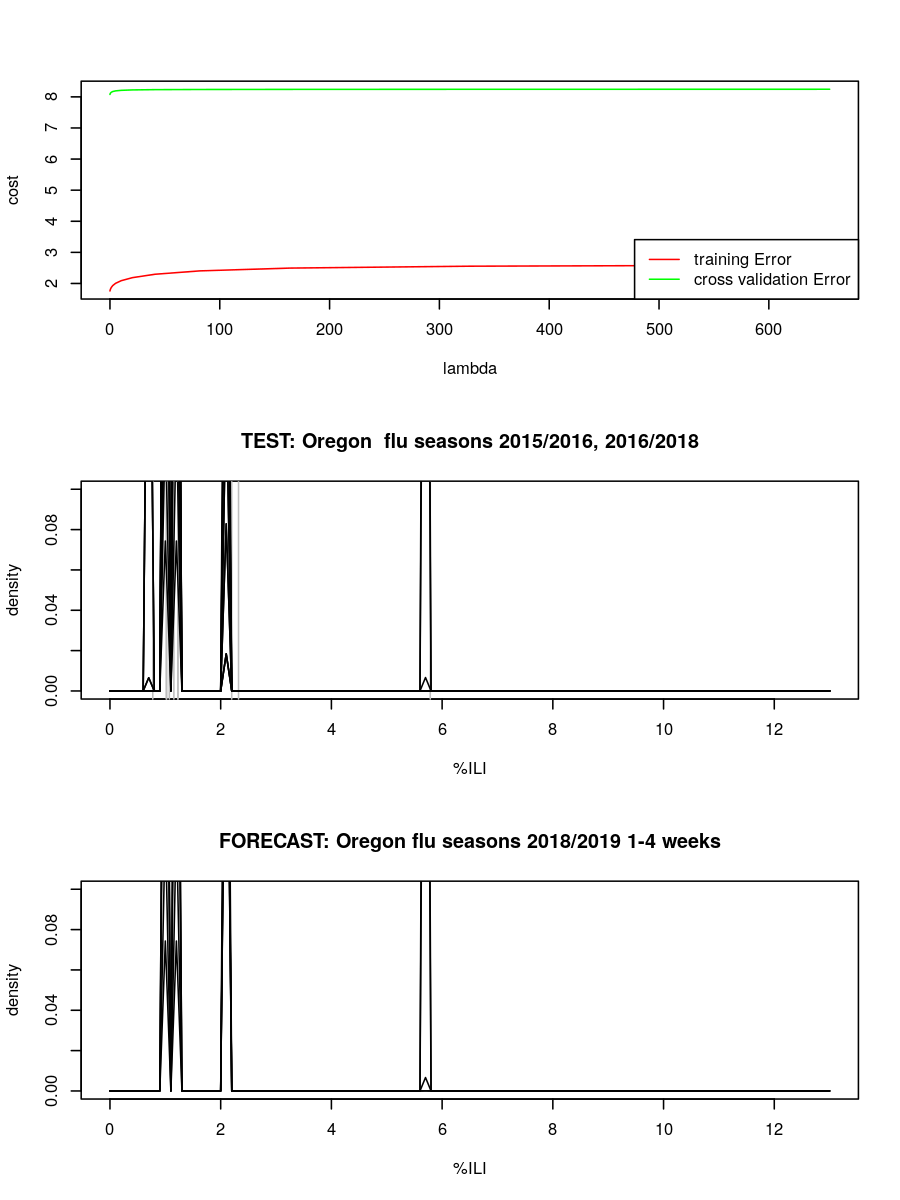 8
7
6
5
4
3
2
cost
training Error
cross validation Error
0 100 200 300 400 500 600
lambda
TEST: Oregon  flu seasons 2015/2016, 2016/2018
0.08
0.04
0.00
density
0 2 4 6 8 10 12
%ILI
FORECAST: Oregon flu seasons 2018/2019 1-4 weeks
0.08
0.04
0.00
density
0 2 4 6 8 10 12
%ILI